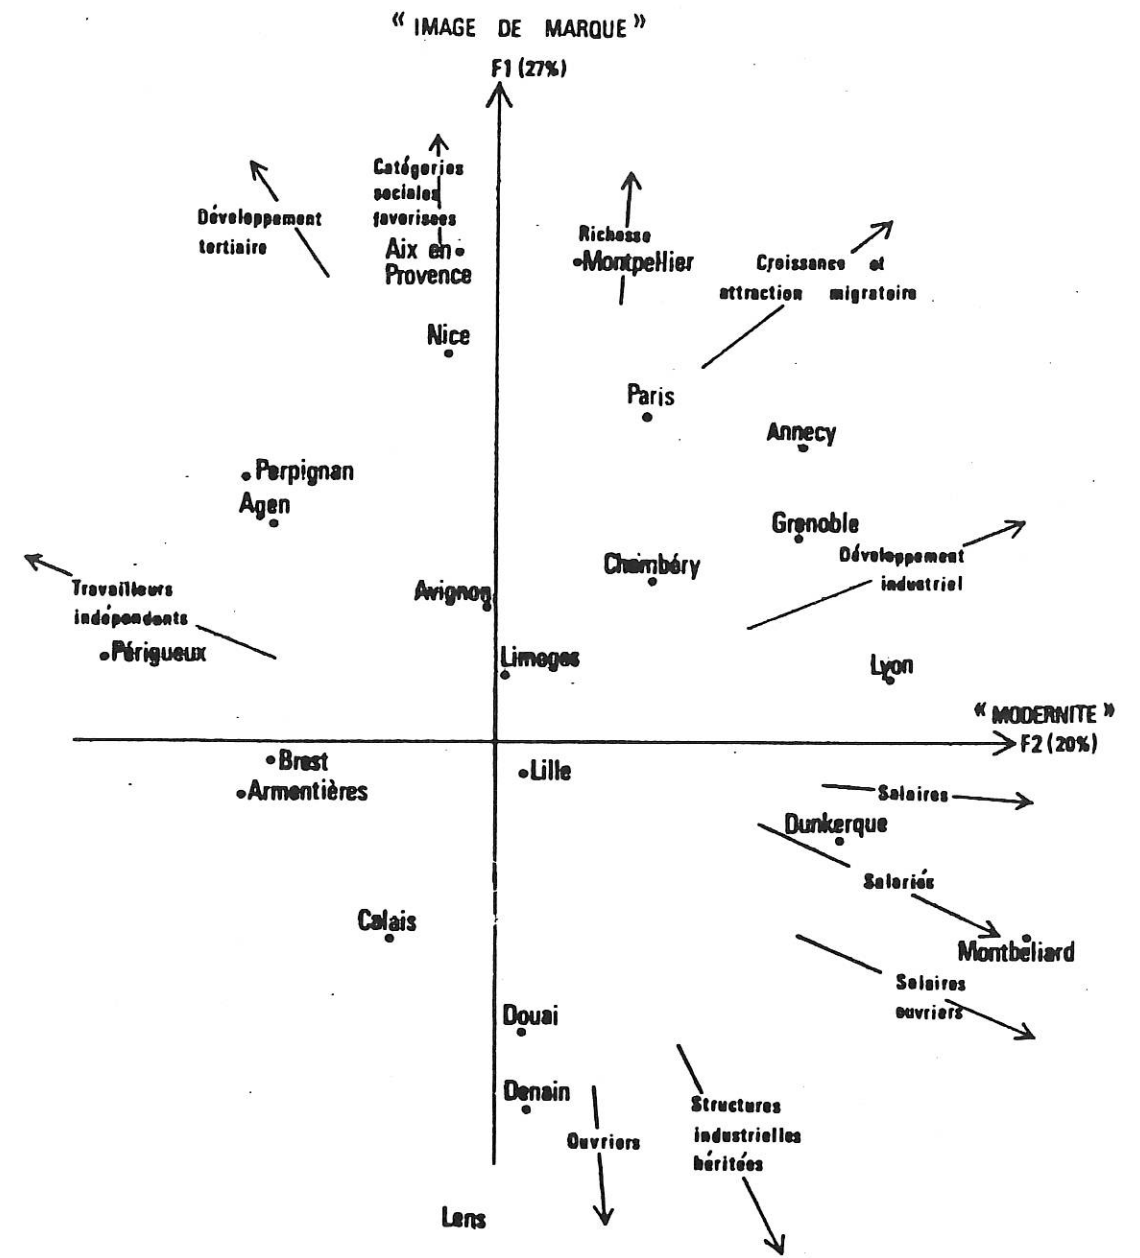 « IMAGE DE MARQUE »
F1 (27%)
Catégories
sociales
favorisées
Développement
tertiaire
Aix en
Provence
Richesse
Montpellier
Croissance et
attraction migratoire
Nice
Paris
Annecy
Perpignan
Agen
Grenoble
Développement
industriel
Chambéry
Travailleurs
indépendants
Avignon
Périgueux
Limoges
Lyon
« MODERNITE »
F2 (20%)
Brest
Armentières
Lille
Salaires
Dunkerque
Salariés
Calais
Montbéliard
Salaires
ouvriers
Douai
Denain
Structures
industrielles
héritées
Ouvriers
Lens